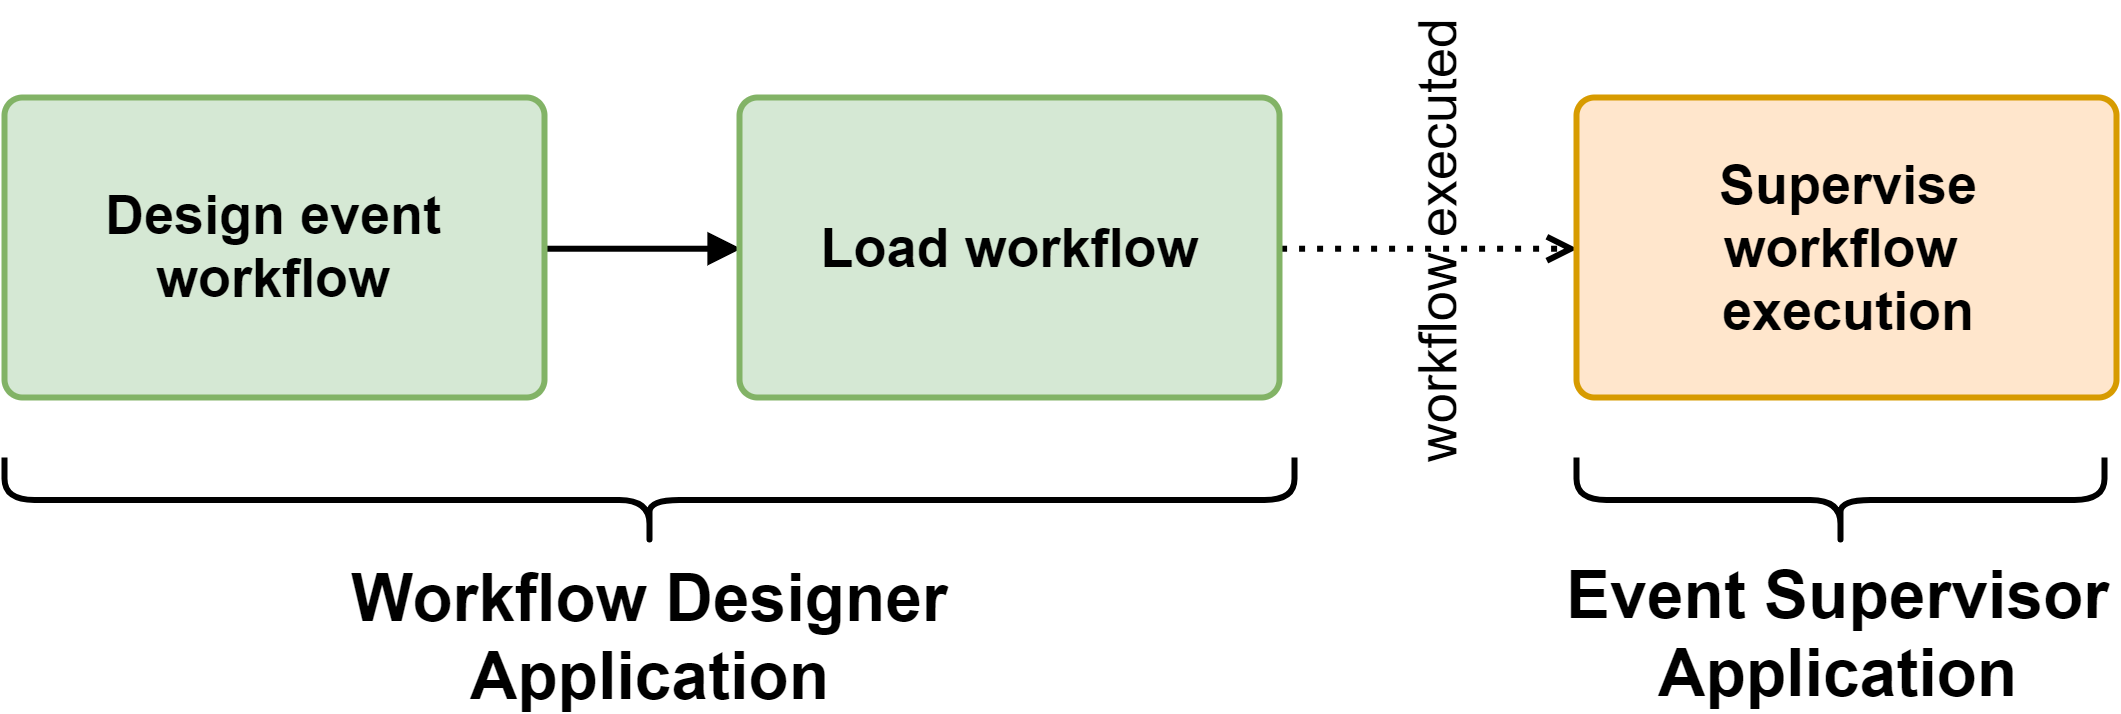 Design event
workflow
Load workflow
workflow executed
Supervise
workflow
execution
Workflow Designer
Application
Event Supervisor
Application